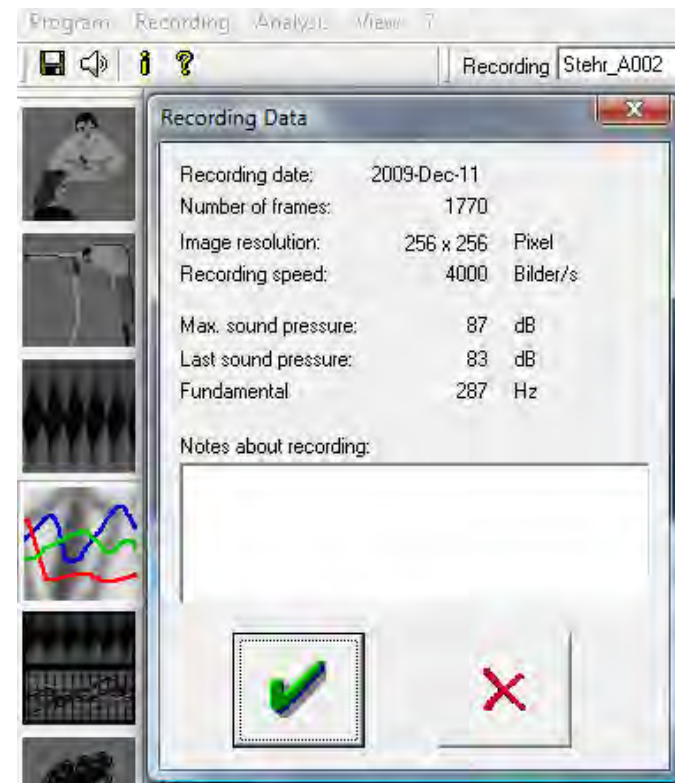 Program Recording Analysis View ?
Recording Stehr_A002
Recording Data
Recording date: 2009-Dec-11
Number of frames: 1770
Image resolution: 256 x 256 Pixel
Recording speed: 4000 Bilder/s
Max. sound pressure: 87 dB
Last sound pressure: 83 dB
Fundamental 287 Hz
Notes about recording: